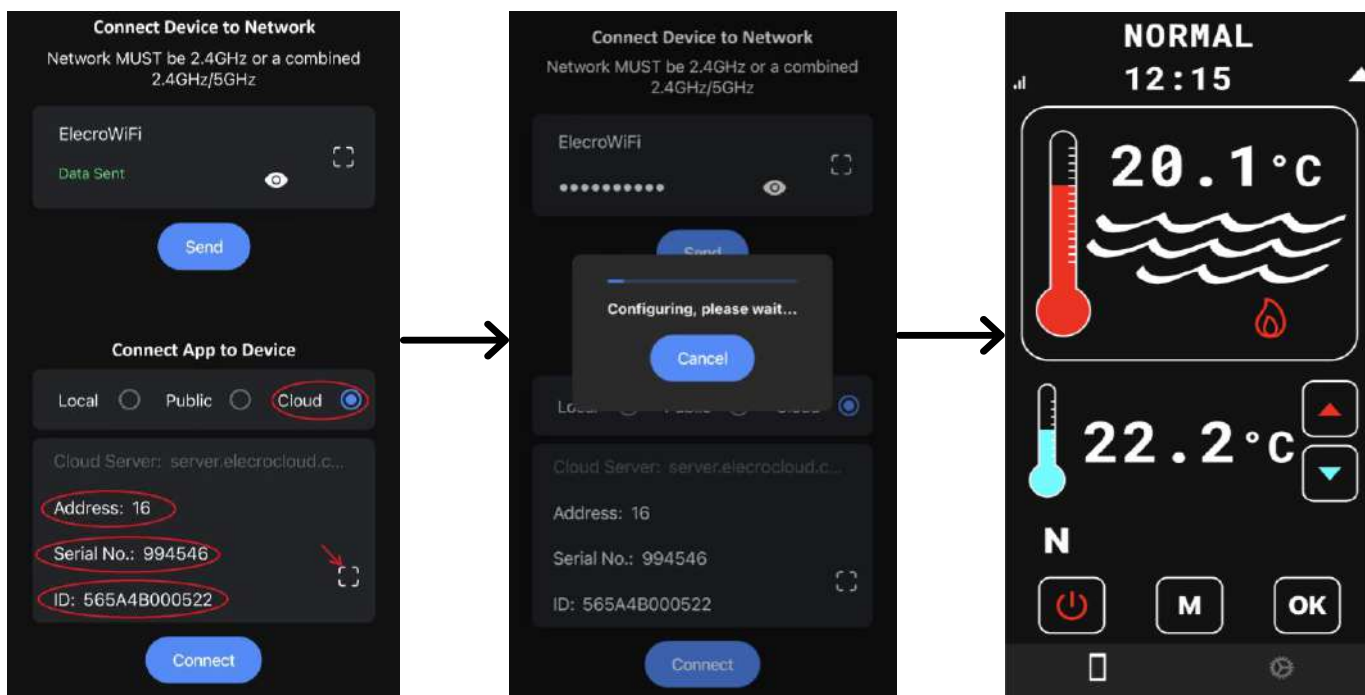 Connect Device to Network
Network MUST be 2.4GHz or a combined
2.4GHz/5GHz
ElecroWiFi
Data Sent
Send
Connect App to Device
Local
Public
Cloud
Cloud Server: server.elecrocloud.c...
Address: 16
Serial No.: 994546
ID: 565A4B000522
Connect
Connect Device to Network
Network MUST be 2.4GHz or a combined
2.4GHz/5GHz
ElecroWiFi
••••••••••
Send
Configuring, please wait...
Cancel
Cloud Server: server.elecrocloud.c...
Address: 16
Serial No.: 994546
ID: 565A4B000522
Connect
NORMAL
12:15
20.1°C
22.2°C
N
M
OK